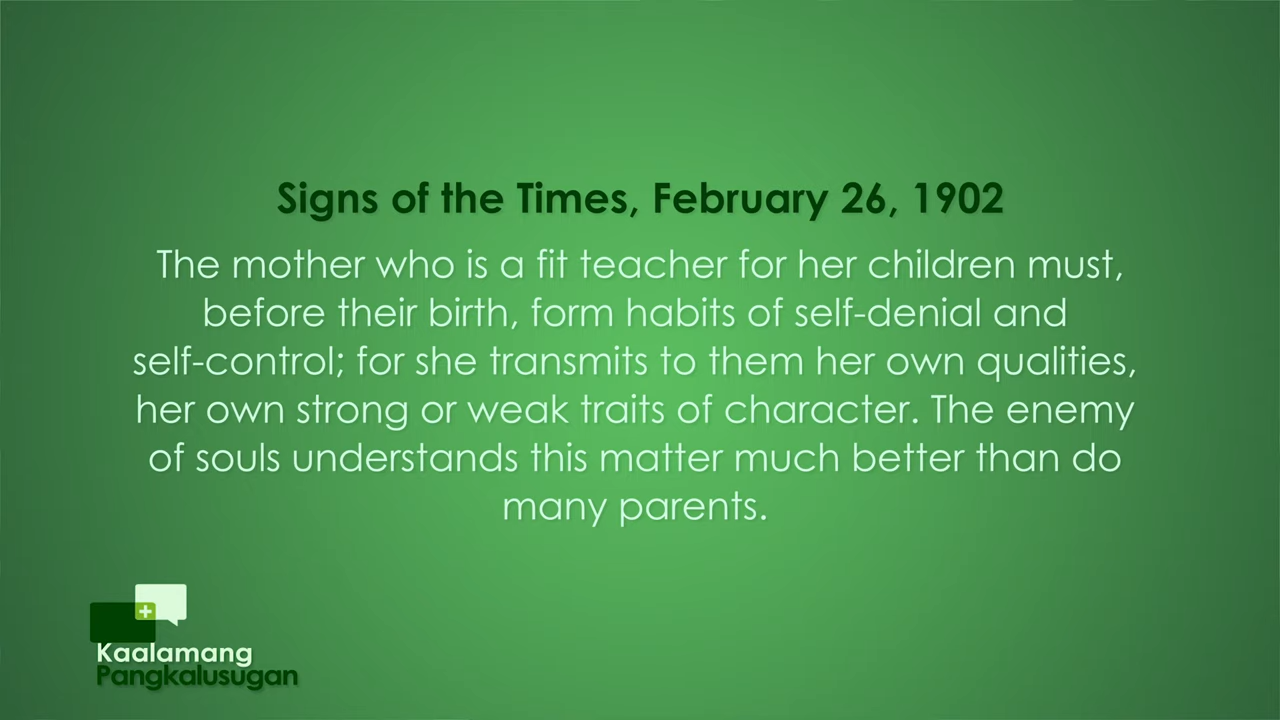 Signs of the Times, February 26, 1902
The mother who is a fit teacher for her children must,
before their birth, form habits of self-denial and
self-control; for she transmits to them her own qualities,
her own strong or weak traits of character. The enemy
of souls understands this matter much better than do
many parents.
Kaalamang
Pangkalusugan